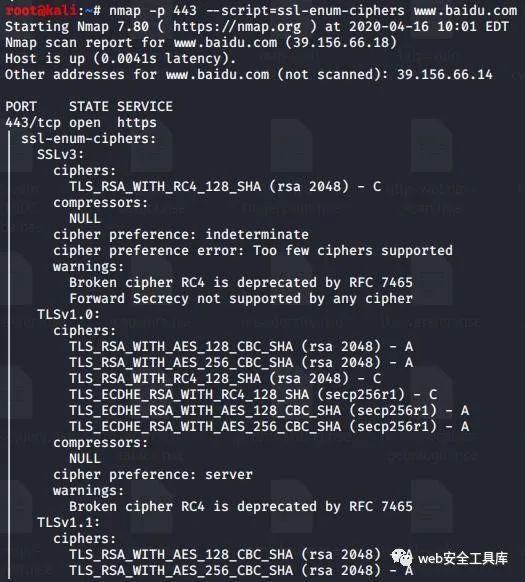 root@kali:~# nmap -p 443 --script=ssl-enum-ciphers www.baidu.com
Starting Nmap 7.80 ( https://nmap.org ) at 2020-04-16 10:01 EDT
Nmap scan report for www.baidu.com (39.156.66.18)
Host is up (0.0041s latency).
Other addresses for www.baidu.com (not scanned): 39.156.66.14

PORT    STATE SERVICE
443/tcp open  https
| ssl-enum-ciphers:
|   SSLv3:
|     ciphers:
|       TLS_RSA_WITH_RC4_128_SHA (rsa 2048) - C
|     compressors:
|       NULL
|     cipher preference: indeterminate
|     cipher preference error: Too few ciphers supported
|     warnings:
|       Broken cipher RC4 is deprecated by RFC 7465
|       Forward Secrecy not supported by any cipher
|   TLSv1.0:
|     ciphers:
|       TLS_RSA_WITH_AES_128_CBC_SHA (rsa 2048) - A
|       TLS_RSA_WITH_AES_256_CBC_SHA (rsa 2048) - A
|       TLS_RSA_WITH_RC4_128_SHA (rsa 2048) - C
|       TLS_ECDHE_RSA_WITH_RC4_128_SHA (secp256r1) - C
|       TLS_ECDHE_RSA_WITH_AES_128_CBC_SHA (secp256r1) - A
|       TLS_ECDHE_RSA_WITH_AES_256_CBC_SHA (secp256r1) - A
|     compressors:
|       NULL
|     cipher preference: server
|     warnings:
|       Broken cipher RC4 is deprecated by RFC 7465
|   TLSv1.1:
|     ciphers:
|       TLS_RSA_WITH_AES_128_CBC_SHA (rsa 2048) - A
|       TLS_RSA_WITH_AES_256_CBC_SHA (rsa 2048) - A
web安全工具库